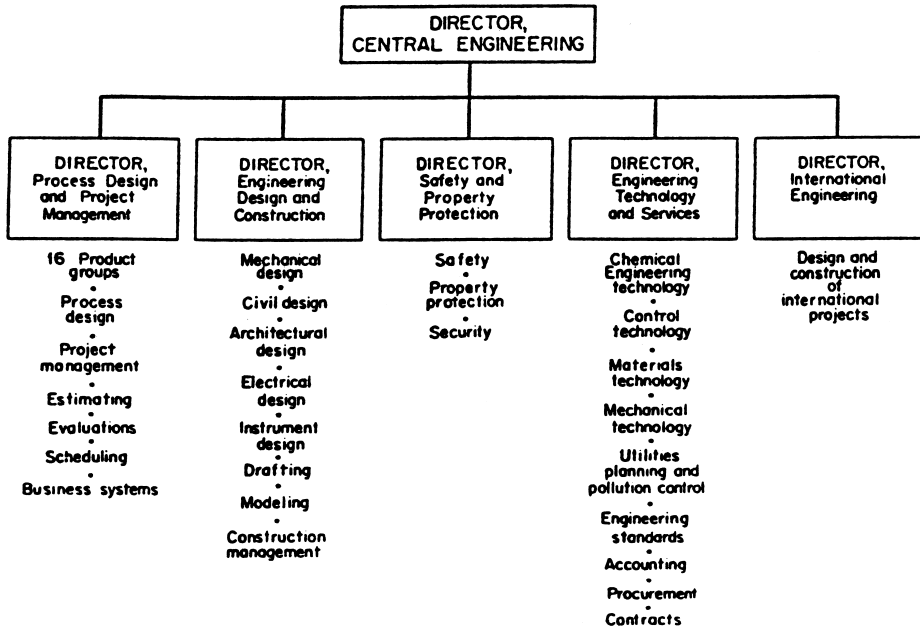 DIRECTOR,
CENTRAL ENGINEERING
DIRECTOR,
Process Design
and Project
Management
16 Product
groups
Process
design
Project
management
Estimating
Evaluations
Scheduling
Business systems
DIRECTOR,
Engineering
Design and
Construction
Mechanical
design
Civil design
Architectural
design
Electrical
design
Instrument
design
Drafting
Modeling
Construction
management
DIRECTOR,
Safety and
Property
Protection
Safety
Property
protection
Security
DIRECTOR,
Engineering
Technology
and Services
Chemical
Engineering
technology
Control
technology
Materials
technology
Mechanical
technology
Utilities
planning and
pollution control
Engineering
standards
Accounting
Procurement
Contracts
DIRECTOR,
International
Engineering
Design and
construction
of
international
projects